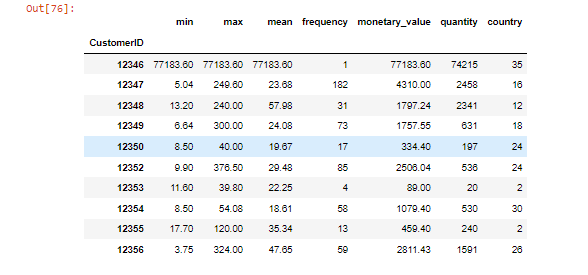 Out[76]:
min max mean frequency monetary_value quantity country
CustomerID
12346 77183.60 77183.60 77183.60 1 77183.60 74215 35
12347 5.04 249.60 23.68 182 4310.00 2458 16
12348 13.20 240.00 57.98 31 1797.24 2341 12
12349 6.64 300.00 24.08 73 1757.55 631 18
12350 8.50 40.00 19.67 17 334.40 197 24
12352 9.90 376.50 29.48 85 2506.04 536 24
12353 11.60 39.80 22.25 4 89.00 20 2
12354 8.50 54.08 18.61 58 1079.40 530 30
12355 17.70 120.00 35.34 13 459.40 240 2
12356 3.75 324.00 47.65 59 2811.43 1591 26